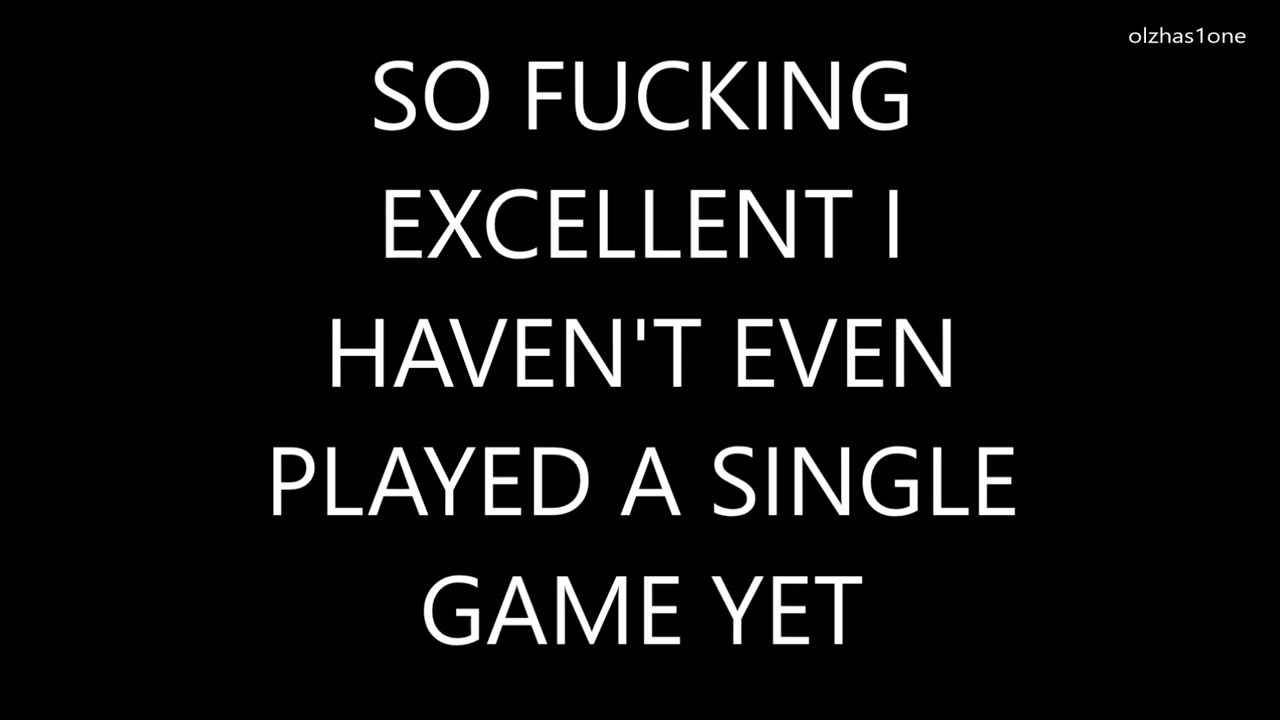 olzhas1one
SO FUCKING
EXCELLENT I
HAVEN'T EVEN
PLAYED A SINGLE
GAME YET